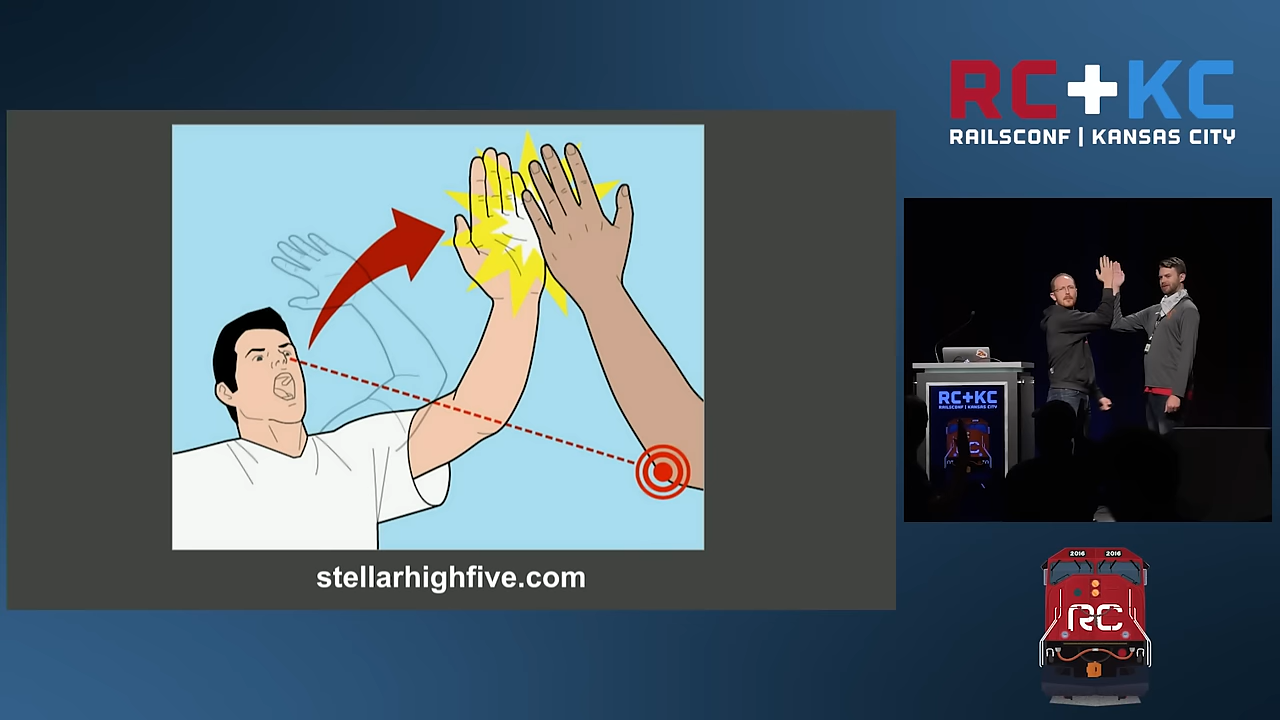 RC+KC
RAILSCONF | KANSAS CITY
stellarhighfive.com
RC+KC
RAILSCONF | KANSAS CITY
2016 2016
RC